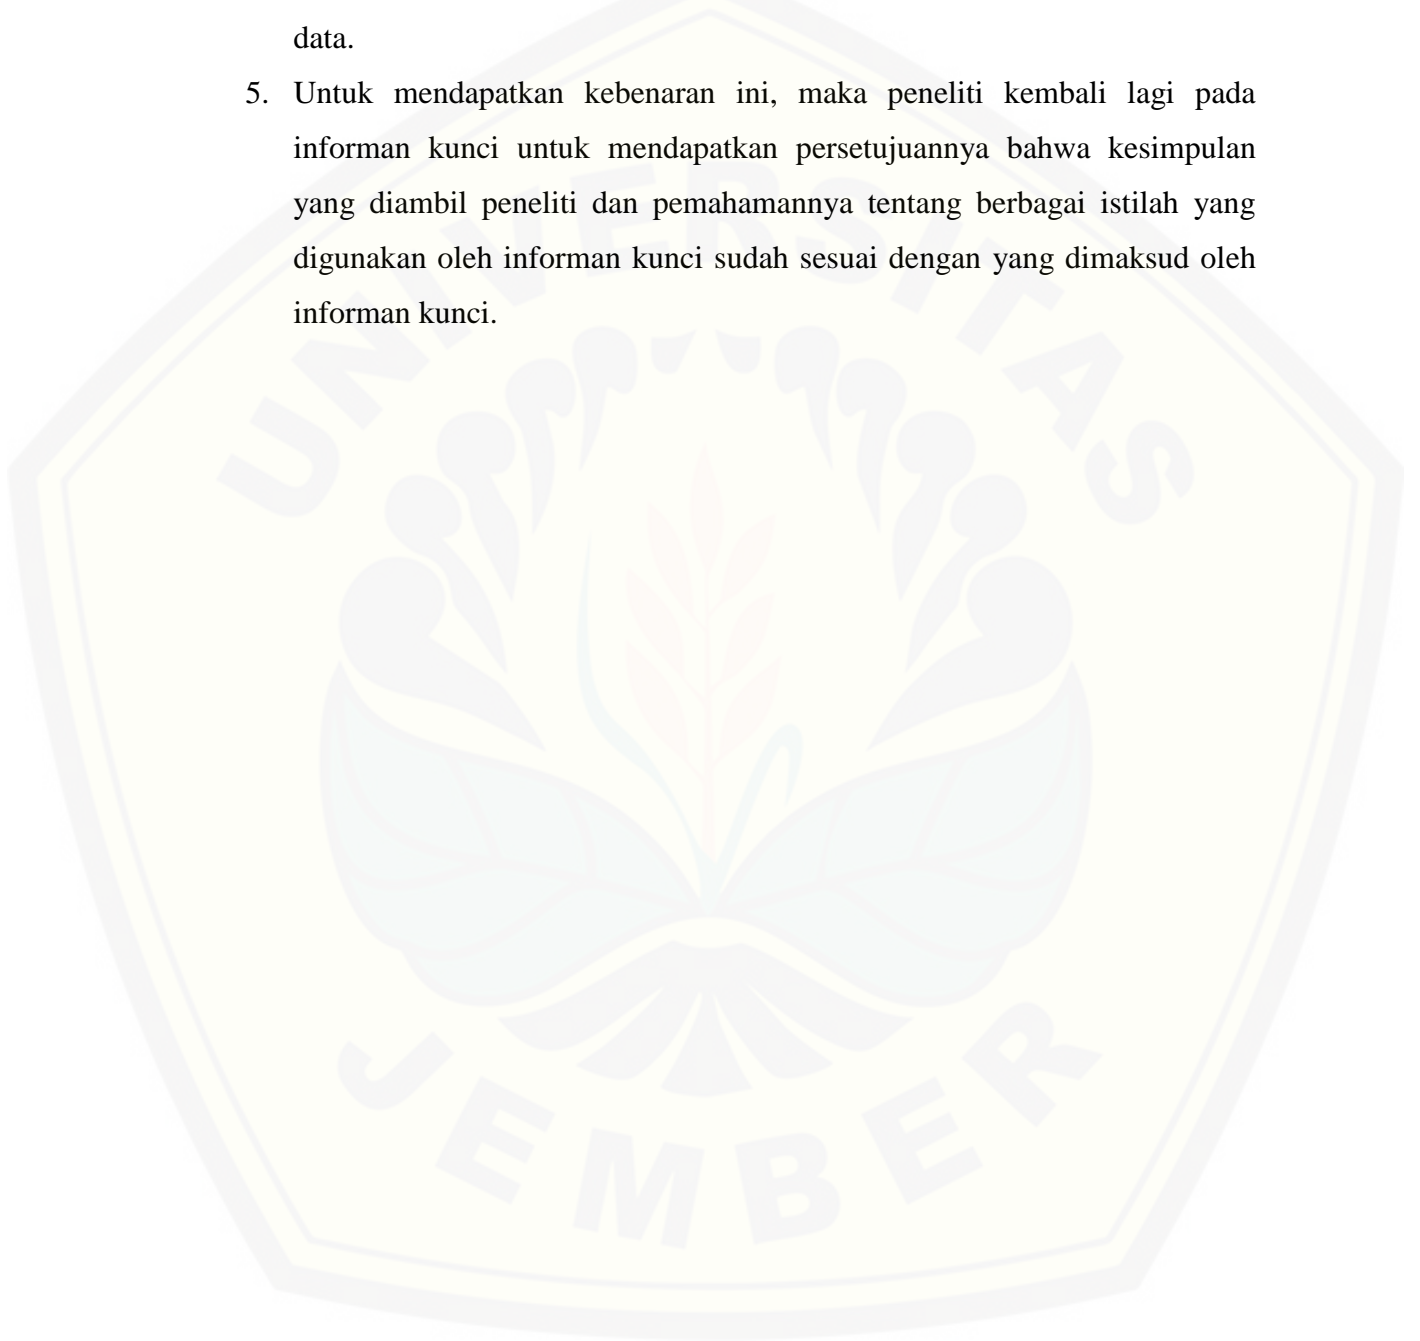 data.
5. Untuk mendapatkan kebenaran ini, maka peneliti kembali lagi pada
informan kunci untuk mendapatkan persetujuannya bahwa kesimpulan
yang diambil peneliti dan pemahamannya tentang berbagai istilah yang
digunakan oleh informan kunci sudah sesuai dengan yang dimaksud oleh
informan kunci.
UNIVERSITAS
JEMBER